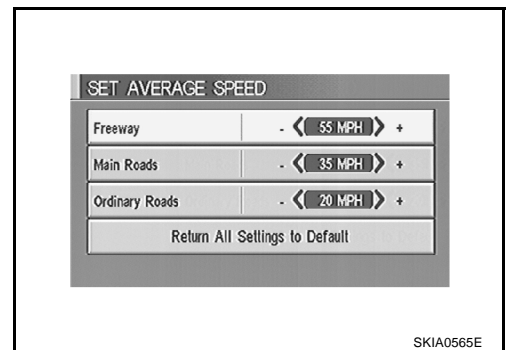 SET AVERAGE SPEED
Freeway - 55 MPH +
Main Roads - 35 MPH +
Ordinary Roads - 20 MPH +
Return All Settings to Default
SKIA0565E